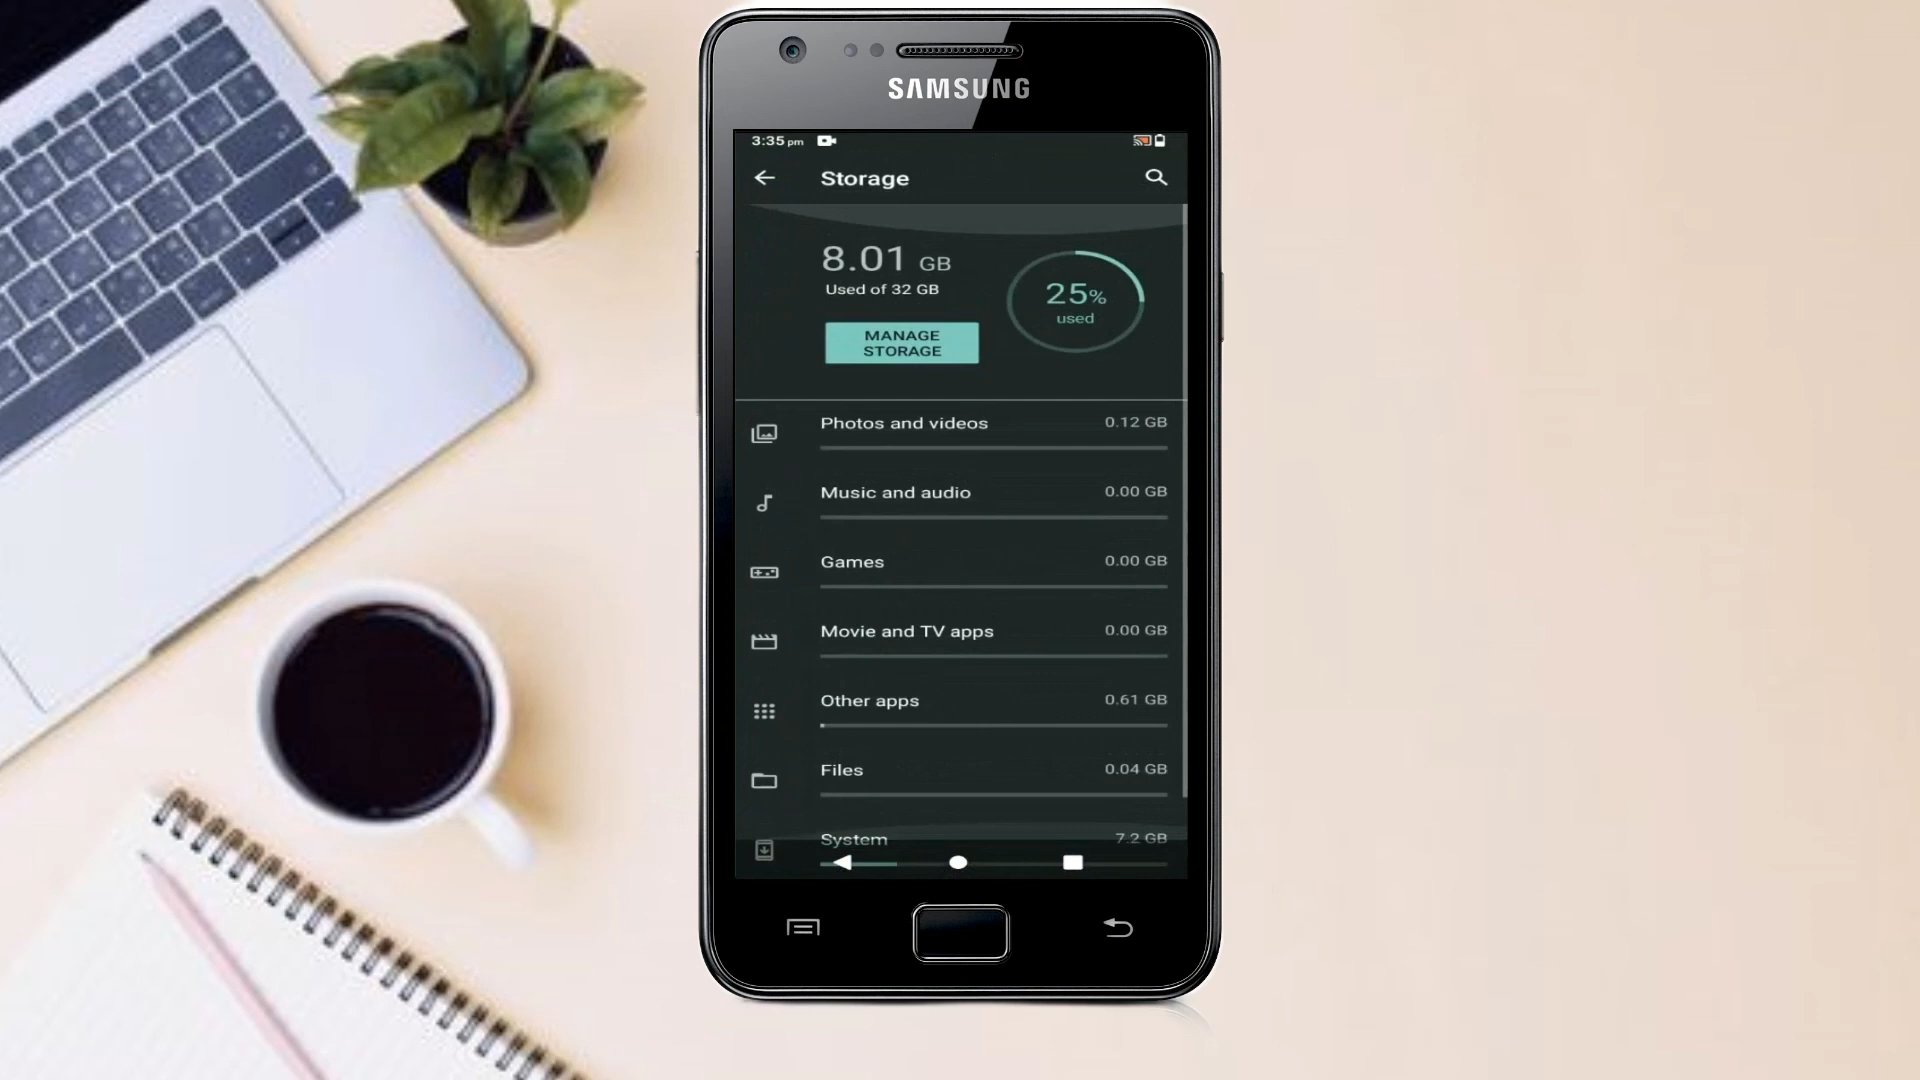 SAMSUNG
3:35 pm
Storage
8.01 GB
Used of 32 GB
25%
used
MANAGE
STORAGE
Photos and videos 0.12 GB
Music and audio 0.00 GB
Games 0.00 GB
Movie and TV apps 0.00 GB
Other apps 0.61 GB
Files 0.04 GB
System 7.2 GB